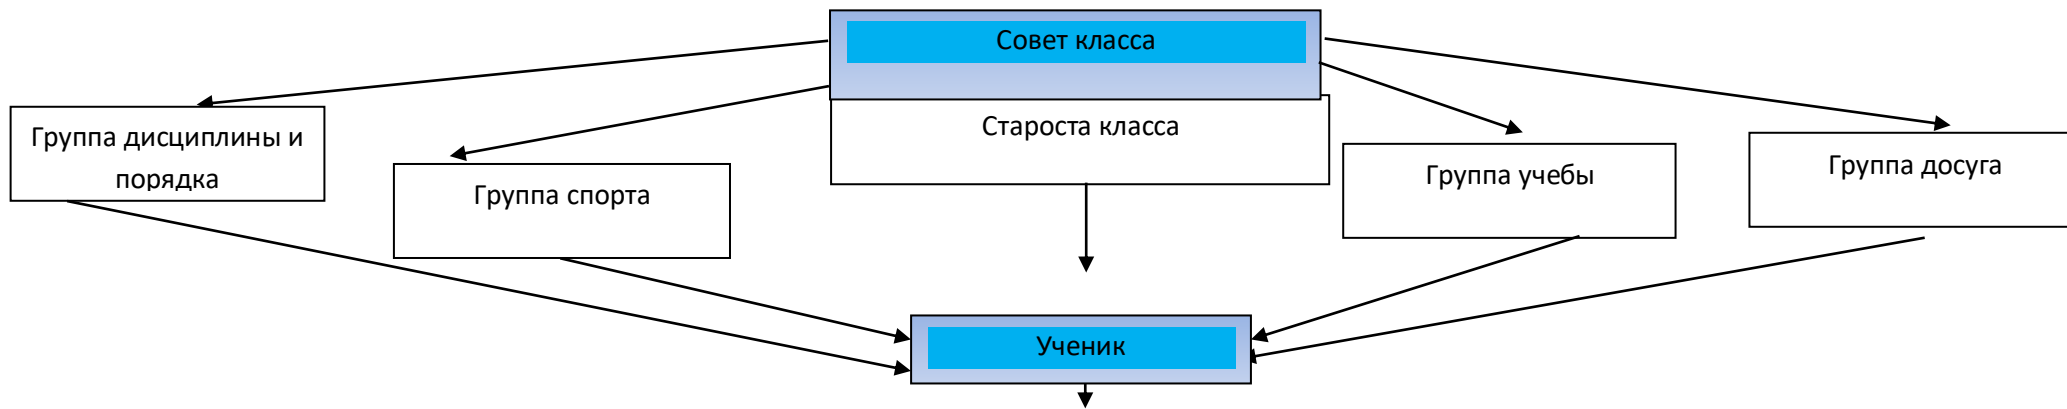 Совет класса
Староста класса
Группа дисциплины и
порядка
Группа спорта
Группа учебы
Группа досуга
Ученик